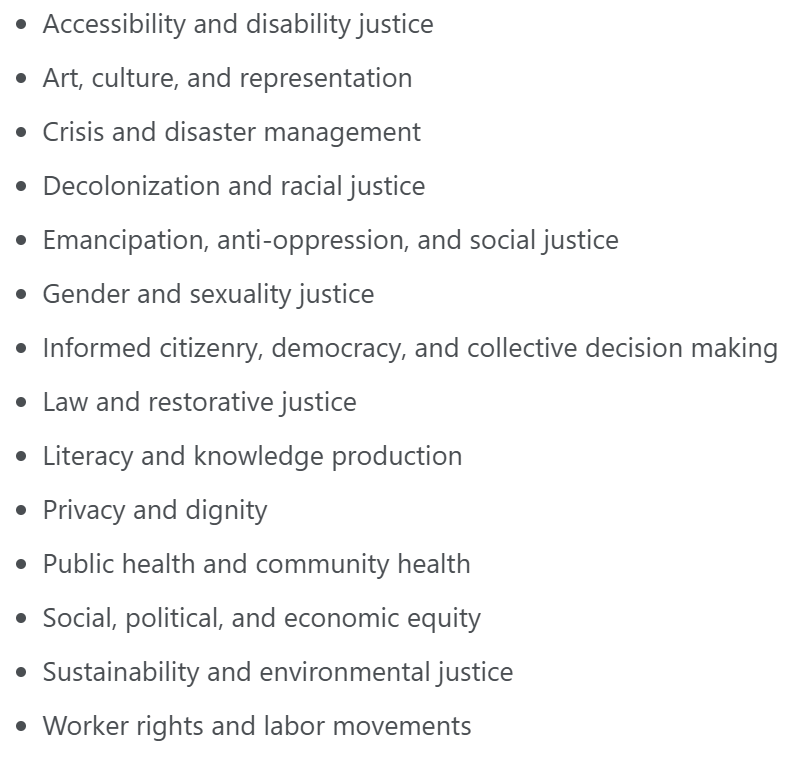 • Accessibility and disability justice
• Art, culture, and representation
• Crisis and disaster management
• Decolonization and racial justice
• Emancipation, anti-oppression, and social justice
• Gender and sexuality justice
• Informed citizenry, democracy, and collective decision making
• Law and restorative justice
• Literacy and knowledge production
• Privacy and dignity
• Public health and community health
• Social, political, and economic equity
• Sustainability and environmental justice
• Worker rights and labor movements